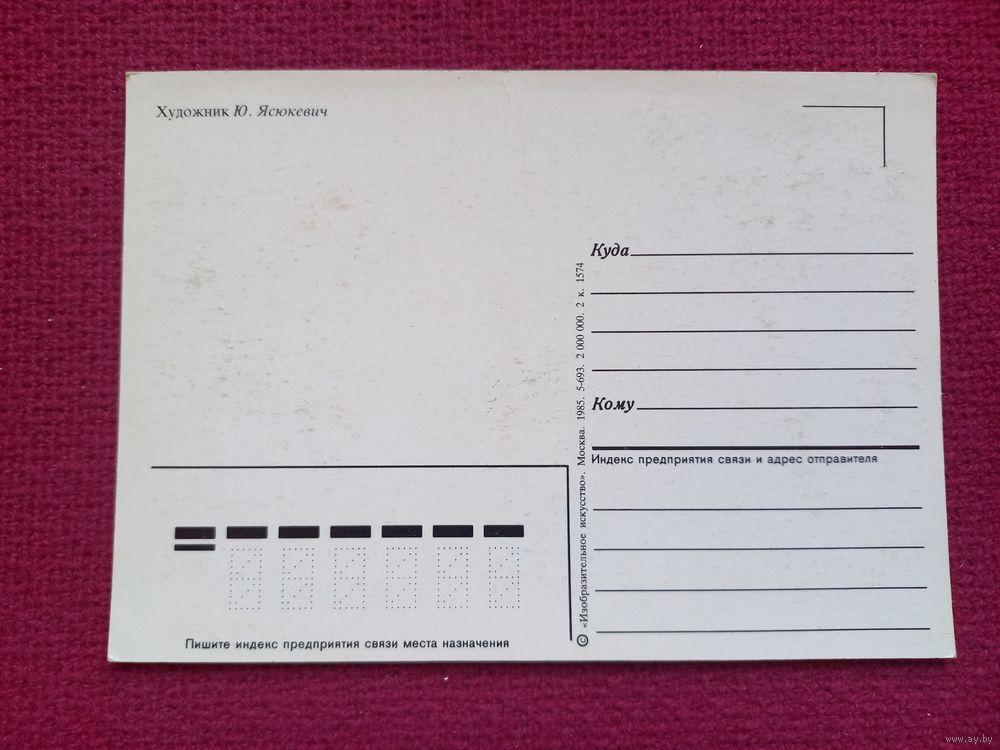 Художник Ю. Ясюкевич
Куда
Кому
Индекс предприятия связи и адрес отправителя
© «Изобразительное искусство». Москва. 1985. 5-693. 2 000 000. 2 к. 1574
Пишите индекс предприятия связи места назначения
www.ay.by